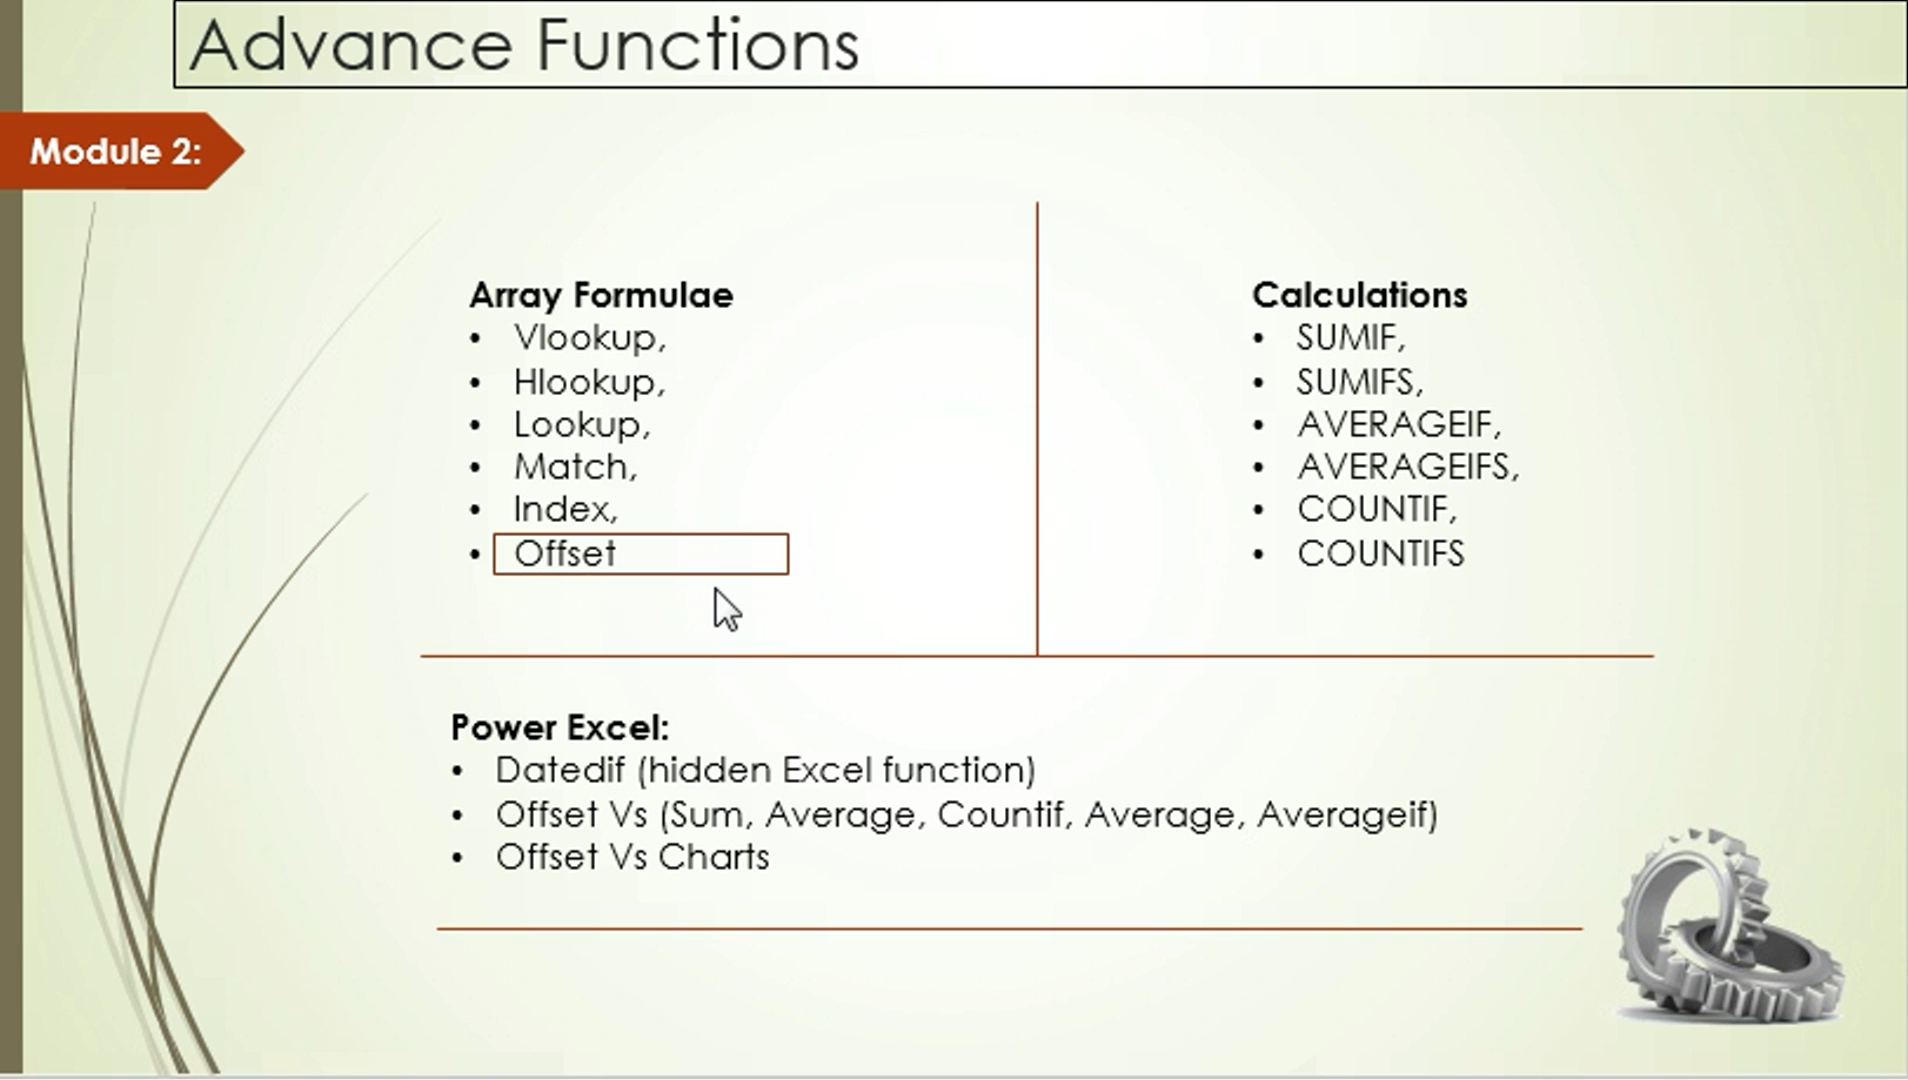 Advance Functions
Module 2:
Array Formulae
• Vlookup,
• Hlookup,
• Lookup,
• Match,
• Index,
• Offset
Calculations
• SUMIF,
• SUMIFS,
• AVERAGEIF,
• AVERAGEIFS,
• COUNTIF,
• COUNTIFS
Power Excel:
• Datedif (hidden Excel function)
• Offset Vs (Sum, Average, Countif, Average, Averageif)
• Offset Vs Charts